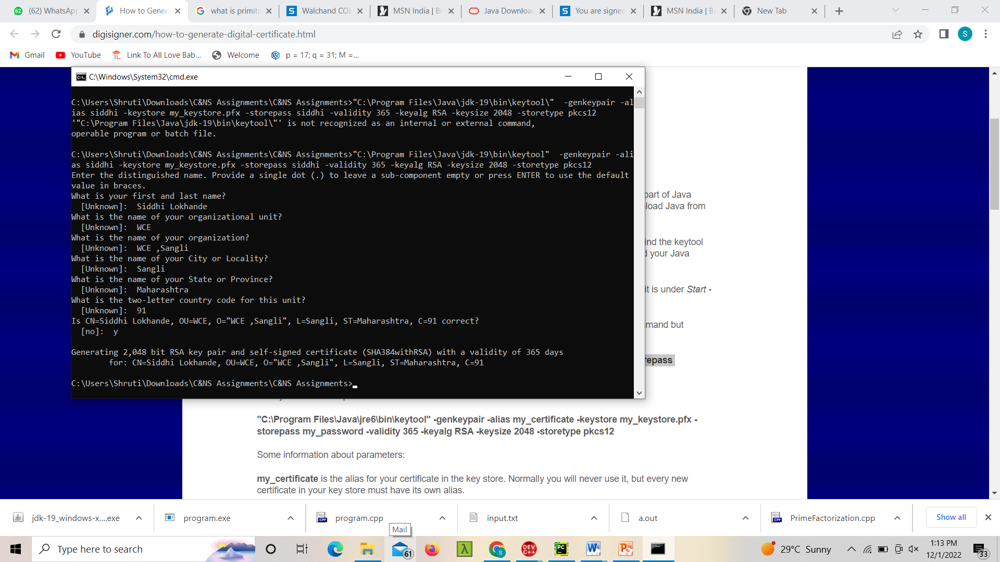 (62) WhatsApp
How to Gener
what is primiti
Walchand COE
MSN India | Br
Java Download
You are signed
MSN India | Br
New Tab
digisigner.com/how-to-generate-digital-certificate.html
S
Gmail
YouTube
Link To All Love Bab...
Welcome
p = 17; q = 31; M =...
C:\Windows\System32\cmd.exe
C:\Users\Shruti\Downloads\C&NS Assignments\C&NS Assignments>"C:\Program Files\Java\jdk-19\bin\keytool\"  -genkeypair -al
ias siddhi -keystore my_keystore.pfx -storepass siddhi -validity 365 -keyalg RSA -keysize 2048 -storetype pkcs12
'"C:\Program Files\Java\jdk-19\bin\keytool\"' is not recognized as an internal or external command,
operable program or batch file.
C:\Users\Shruti\Downloads\C&NS Assignments\C&NS Assignments>"C:\Program Files\Java\jdk-19\bin\keytool"  -genkeypair -ali
as siddhi -keystore my_keystore.pfx -storepass siddhi -validity 365 -keyalg RSA -keysize 2048 -storetype pkcs12
Enter the distinguished name. Provide a single dot (.) to leave a sub-component empty or press ENTER to use the default
value in braces.
What is your first and last name?
[Unknown]:  Siddhi Lokhande
What is the name of your organizational unit?
[Unknown]:  WCE
What is the name of your organization?
[Unknown]:  WCE ,Sangli
What is the name of your City or Locality?
[Unknown]:  Sangli
What is the name of your State or Province?
[Unknown]:  Maharashtra
What is the two-letter country code for this unit?
[Unknown]:  91
Is CN=Siddhi Lokhande, OU=WCE, O="WCE ,Sangli", L=Sangli, ST=Maharashtra, C=91 correct?
[no]:  y
Generating 2,048 bit RSA key pair and self-signed certificate (SHA384withRSA) with a validity of 365 days
for: CN=Siddhi Lokhande, OU=WCE, O="WCE ,Sangli", L=Sangli, ST=Maharashtra, C=91
C:\Users\Shruti\Downloads\C&NS Assignments\C&NS Assignments>
part of Java
load Java from
ind the keytool
d your Java
it is under Start -
mand but
repass
"C:\Program Files\Java\jre6\bin\keytool" -genkeypair -alias my_certificate -keystore my_keystore.pfx -
storepass my_password -validity 365 -keyalg RSA -keysize 2048 -storetype pkcs12
Some information about parameters:
my_certificate is the alias for your certificate in the key store. Normally you will never use it, but every new
certificate in your key store must have its own alias.
jdk-19_windows-x....exe
program.exe
program.cpp
input.txt
a.out
PrimeFactorization.cpp
Show all
Mail
Type here to search
61
29°C Sunny
1:13 PM
12/1/2022
33